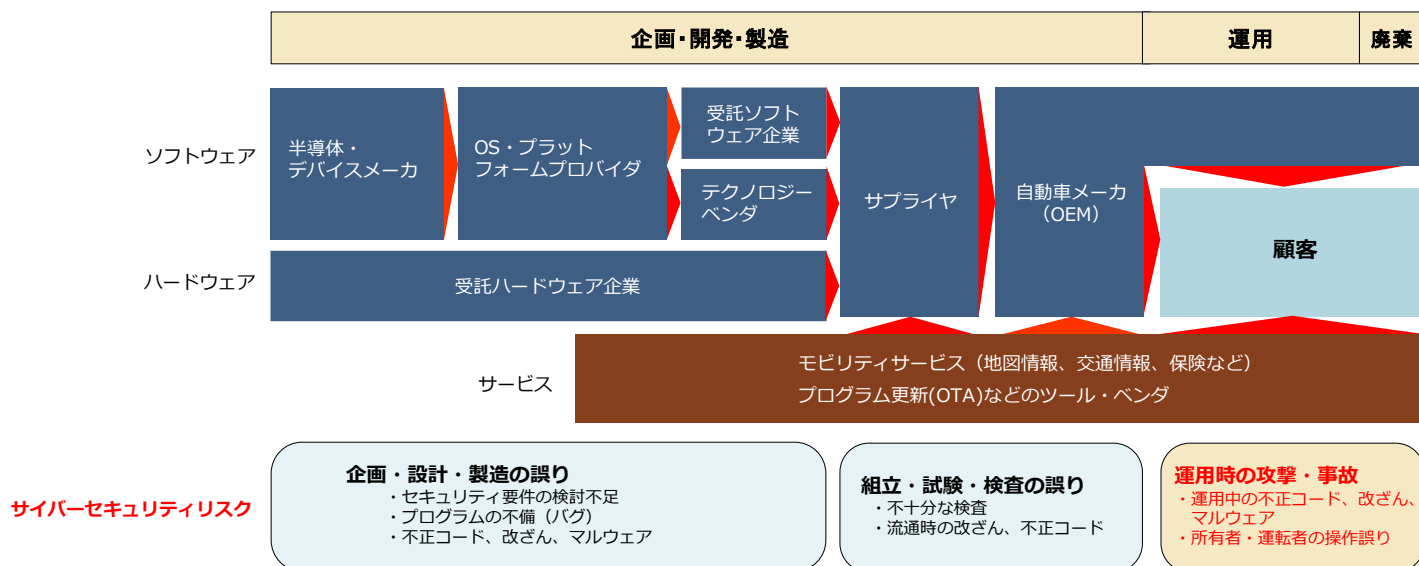 企画・開発・製造
運用
廃棄
ソフトウェア
半導体・
デバイスメーカ
OS・プラット
フォームプロバイダ
受託ソフト
ウェア企業
テクノロジー
ベンダ
サプライヤ
自動車メーカ
（OEM）
顧客
ハードウェア
受託ハードウェア企業
サービス
モビリティサービス（地図情報、交通情報、保険など）
プログラム更新(OTA)などのツール・ベンダ
サイバーセキュリティリスク
企画・設計・製造の誤り
・セキュリティ要件の検討不足
・プログラムの不備（バグ）
・不正コード、改ざん、マルウェア
組立・試験・検査の誤り
・不十分な検査
・流通時の改ざん、不正コード
運用時の攻撃・事故
・運用中の不正コード、改ざん、
マルウェア
・所有者・運転者の操作誤り